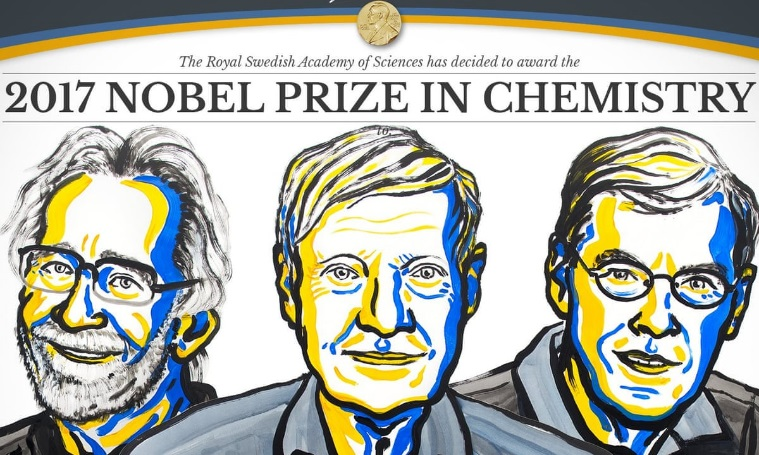 The Royal Swedish Academy of Sciences has decided to award the
2017 NOBEL PRIZE IN CHEMISTRY
to